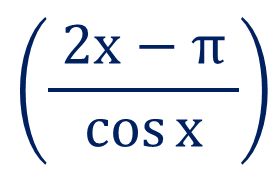 (2x − π / cos x)